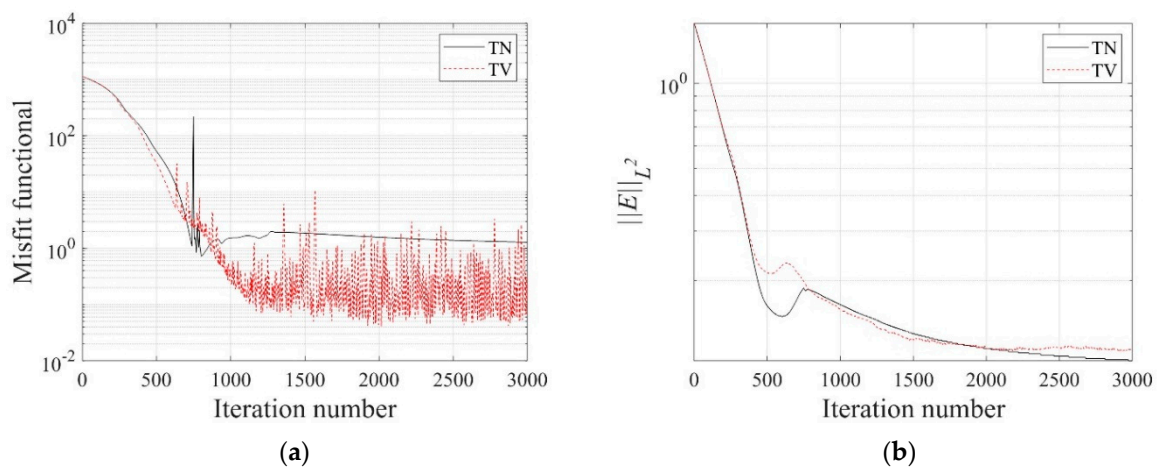 10^4
10^2
10^0
10^-2
Misfit functional
TN
TV
0 500 1000 1500 2000 2500 3000
Iteration number
(a)
10^0
||E||_L^2
TN
TV
0 500 1000 1500 2000 2500 3000
Iteration number
(b)